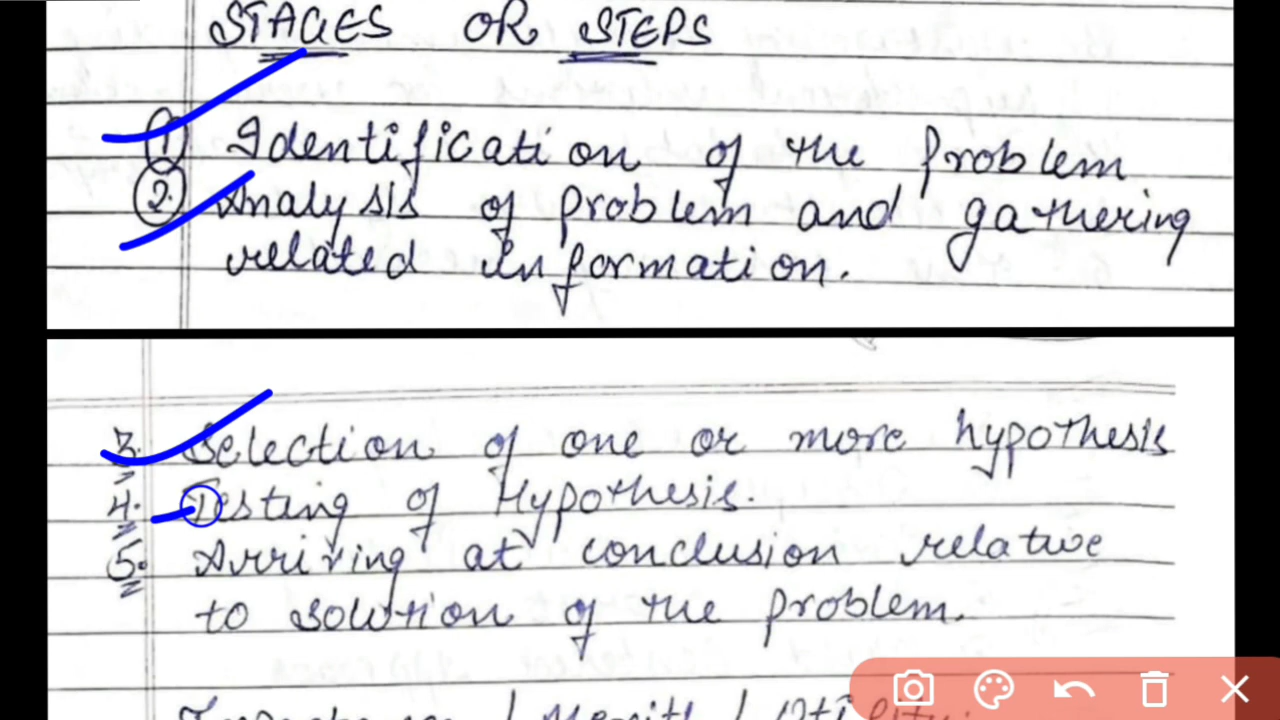 STAGES OR STEPS
1 Identification of the problem
2. Analysis of problem and gathering
related information.
3. Selection of one or more hypothesis
4. Testing of Hypothesis.
5. Arriving at conclusion relative
to solution of the problem.